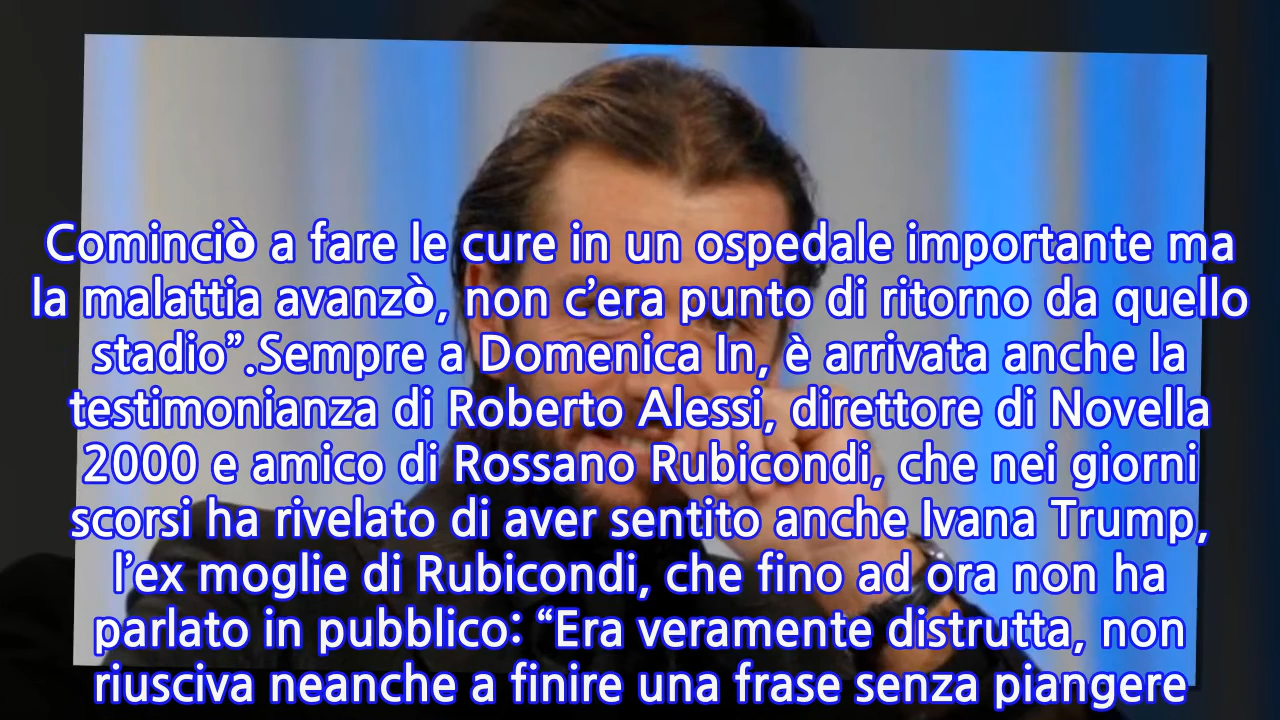 Cominciò a fare le cure in un ospedale importante ma
la malattia avanzò, non c’era punto di ritorno da quello
stadio”.Sempre a Domenica In, è arrivata anche la
testimonianza di Roberto Alessi, direttore di Novella
2000 e amico di Rossano Rubicondi, che nei giorni
scorsi ha rivelato di aver sentito anche Ivana Trump,
l’ex moglie di Rubicondi, che fino ad ora non ha
parlato in pubblico: “Era veramente distrutta, non
riusciva neanche a finire una frase senza piangere